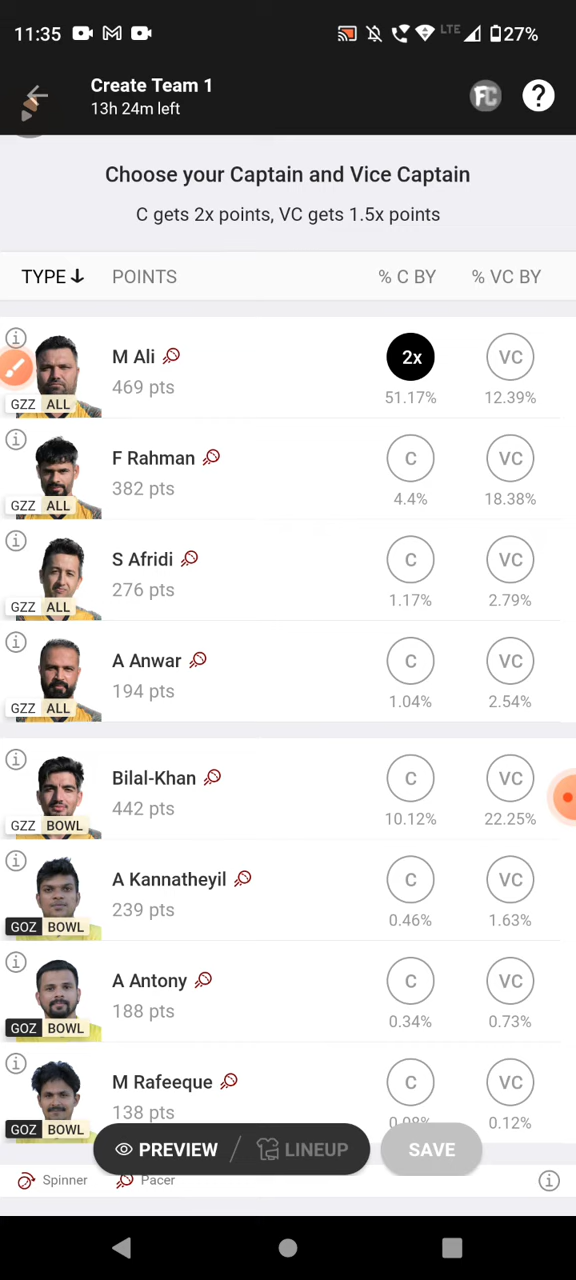 11:35 LTE 27%
Create Team 1
13h 24m left
FC ?
Choose your Captain and Vice Captain
C gets 2x points, VC gets 1.5x points
TYPE POINTS % C BY % VC BY
M Ali 2x VC
469 pts 51.17% 12.39%
GZZ ALL
F Rahman C VC
382 pts 4.4% 18.38%
GZZ ALL
S Afridi C VC
276 pts 1.17% 2.79%
GZZ ALL
A Anwar C VC
194 pts 1.04% 2.54%
GZZ ALL
Bilal-Khan C VC
442 pts 10.12% 22.25%
GZZ BOWL
A Kannatheyil C VC
239 pts 0.46% 1.63%
GOZ BOWL
A Antony C VC
188 pts 0.34% 0.73%
GOZ BOWL
M Rafeeque C VC
138 pts 0.08% 0.12%
GOZ BOWL
PREVIEW / LINEUP SAVE
Spinner Pacer